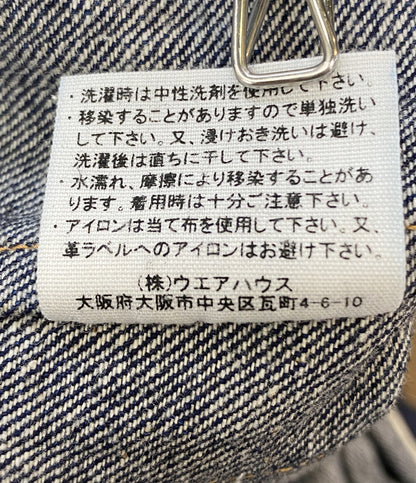 ・洗濯時は中性洗剤を使用して下さい。
・移染することがありますので単独洗い
して下さい。又、浸けおき洗いは避け、
洗濯後は直ちに干して下さい。
・水濡れ、摩擦により移染することがあ
ります。着用時は十分ご注意下さい。
・アイロンは当て布を使用して下さい。又、
革ラベルへのアイロンはお避け下さい。
(株)ウエアハウス
大阪府大阪市中央区瓦町4-6-10